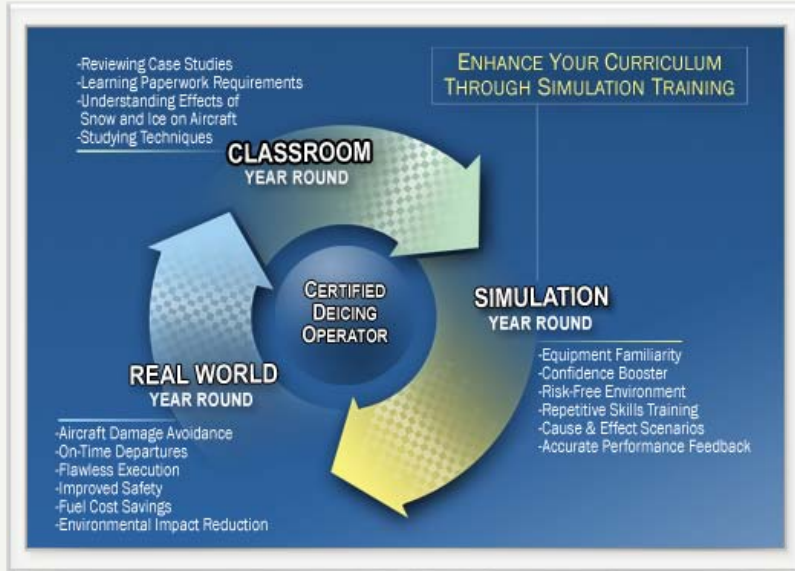 -Reviewing Case Studies
-Learning Paperwork Requirements
-Understanding Effects of
Snow and Ice on Aircraft
-Studying Techniques
ENHANCE YOUR CURRICULUM
THROUGH SIMULATION TRAINING
CLASSROOM
YEAR ROUND
CERTIFIED
DEICING
OPERATOR
SIMULATION
YEAR ROUND
-Equipment Familiarity
-Confidence Booster
-Risk-Free Environment
-Repetitive Skills Training
-Cause & Effect Scenarios
-Accurate Performance Feedback
REAL WORLD
YEAR ROUND
-Aircraft Damage Avoidance
-On-Time Departures
-Flawless Execution
-Improved Safety
-Fuel Cost Savings
-Environmental Impact Reduction